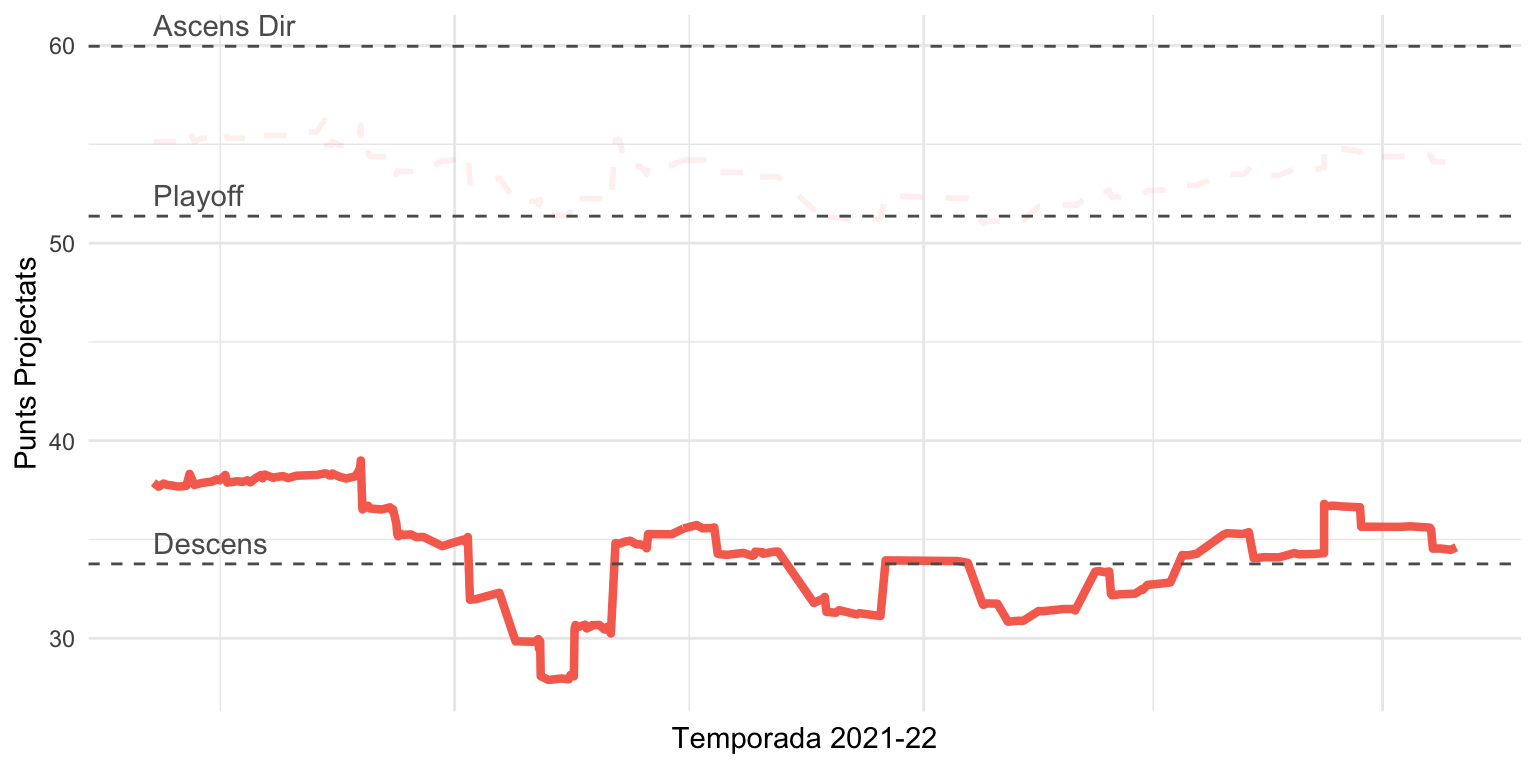 Ascens Dir
60
Playoff
50
Punts Projectats
40
Descens
30
Temporada 2021-22